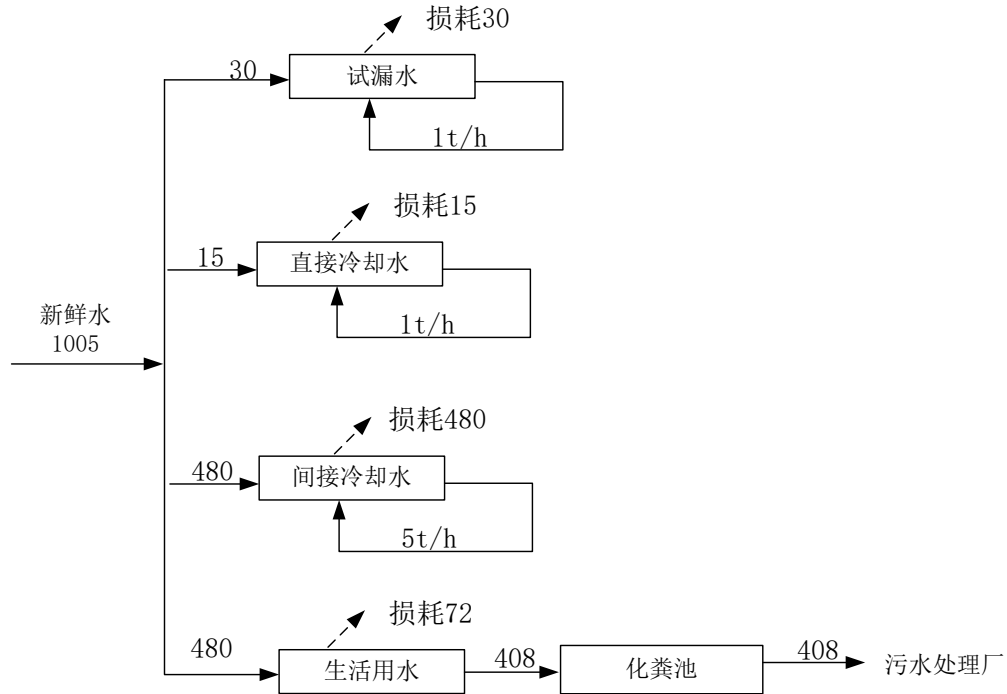 损耗30
30
试漏水
1t/h
损耗15
15
直接冷却水
1t/h
新鲜水
1005
损耗480
480
间接冷却水
5t/h
损耗72
480
生活用水
408
化粪池
408
污水处理厂